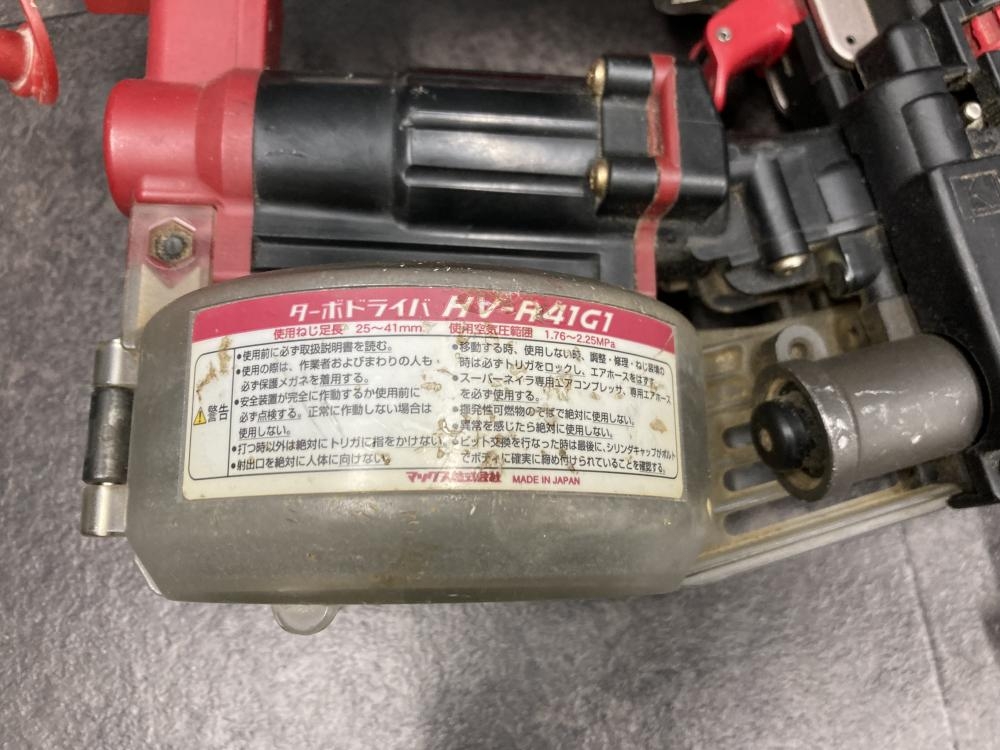 ターボドライバ HV-R41G1
使用ねじ足長 25～41mm 使用空気圧範囲 1.76～2.25MPa
警告
●使用前に必ず取扱説明書を読む。
●使用の際は、作業者およびまわりの人も
必ず保護メガネを着用する。
●安全装置が完全に作動するか使用前に
必ず点検する。正常に作動しない場合は
使用しない。
●打つ時以外は絶対にトリガに指をかけない。
●射出口を絶対に人体に向けない。
●移動する時、使用しない時、調整・修理・ねじ装填の
時は必ずトリガをロックし、エアホースをはずす。
●スーパーネイラ専用エアコンプレッサ、専用エアホース
を使用する。
●揮発性可燃物のそばで絶対に使用しない。
●異常を感じたら絶対に使用しない。
●ビット交換を行なった時は最後に、シリンダキャップがボルト
でボディに確実に締め付けられていることを確認する。
マックス株式会社 MADE IN JAPAN